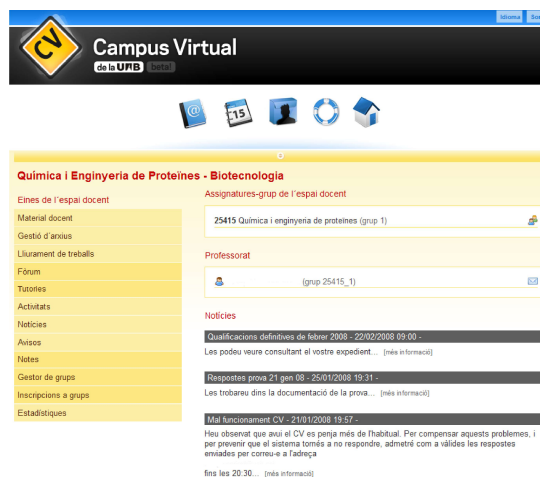 Idioma
CV
Campus Virtual
de la UAB beta!
@
15
Química i Enginyeria de Proteïnes - Biotecnologia
Eines de l´espai docent
Material docent
Gestió d´arxius
Lliurament de treballs
Fòrum
Tutories
Activitats
Notícies
Avisos
Notes
Gestor de grups
Inscripcions a grups
Estadístiques
Assignatures-grup de l´espai docent
25415 Química i enginyeria de proteïnes (grup 1)
Professorat
(grup 25415_1)
Notícies
Qualificacions definitives de febrer 2008 - 22/02/2008 09:00 -
Les podeu veure consultant el vostre expedient... [més informació]
Respostes prova 21 gen 08 - 25/01/2008 19:31 -
Les trobareu dins la documentació de la prova... [més informació]
Mal funcionament CV - 21/01/2008 19:57 -
Heu observat que avui el CV es penja més de l'habitual. Per compensar aquests problemes, i
per prevenir que el sistema tornés a no respondre, admetré com a vàlides les respostes
enviades per correu-e a l'adreça
fins les 20:30... [més informació]